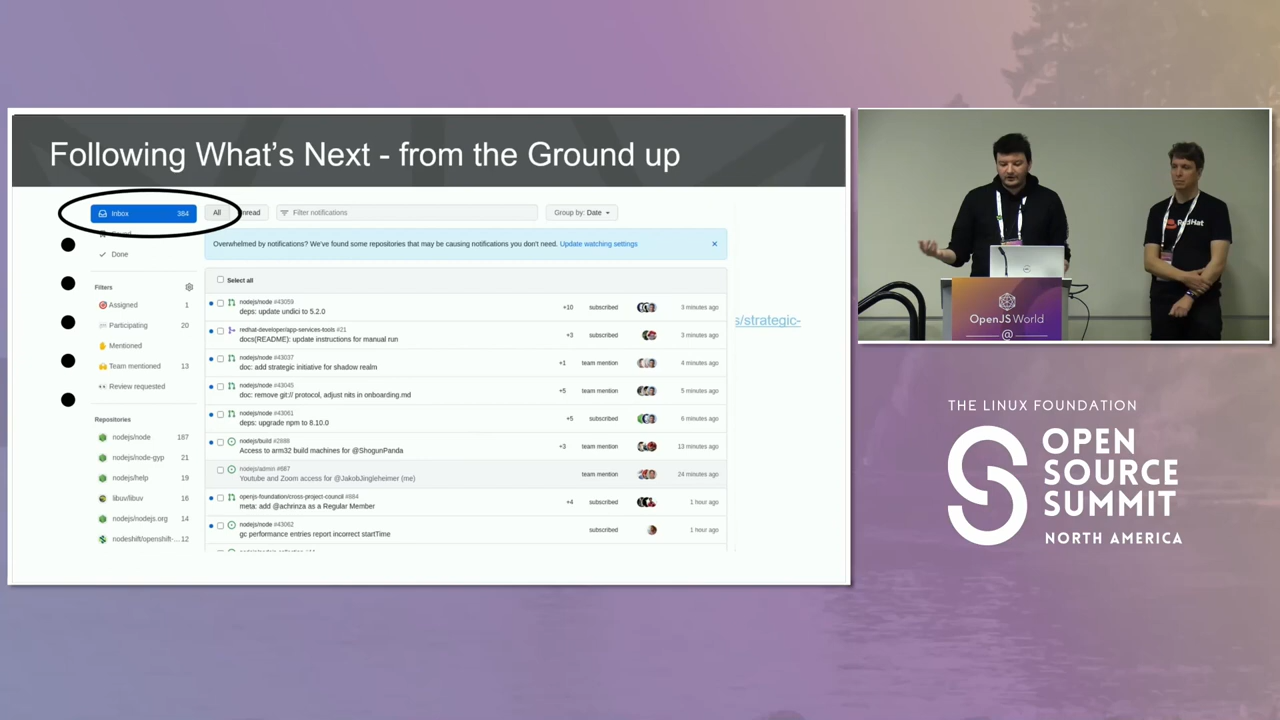 Following What's Next - from the Ground up
Inbox 384
All
nread
Filter notifications
Group by: Date
Saved
Done
Overwhelmed by notifications? We've found some repositories that may be causing notifications you don't need. Update watching settings
Select all
Filters
Assigned 1
Participating 20
Mentioned
Team mentioned 13
Review requested
Repositories
nodejs/node 187
nodejs/node-gyp 21
nodejs/help 19
libuv/libuv 16
nodejs/nodejs.org 14
nodeshift/openshift-... 12
nodejs/node #43059
deps: update undici to 5.2.0
+10 subscribed 3 minutes ago
redhat-developer/app-services-tools #21
docs(README): update instructions for manual run
+3 subscribed 3 minutes ago
nodejs/node #43037
doc: add strategic initiative for shadow realm
+1 team mention 4 minutes ago
nodejs/node #43045
doc: remove git:// protocol, adjust nits in onboarding.md
+5 team mention 5 minutes ago
nodejs/node #43061
deps: upgrade npm to 8.10.0
+5 subscribed 6 minutes ago
nodejs/build #2888
Access to arm32 build machines for @ShogunPanda
+3 team mention 13 minutes ago
nodejs/admin #687
Youtube and Zoom access for @JakobJingleheimer (me)
team mention 24 minutes ago
openjs-foundation/cross-project-council #884
meta: add @achrinza as a Regular Member
+4 subscribed 1 hour ago
nodejs/node #43062
gc performance entries report incorrect startTime
subscribed 1 hour ago
s/strategic-
RedHat
OpenJS World
@
THE LINUX FOUNDATION
OPEN
SOURCE
SUMMIT
NORTH AMERICA